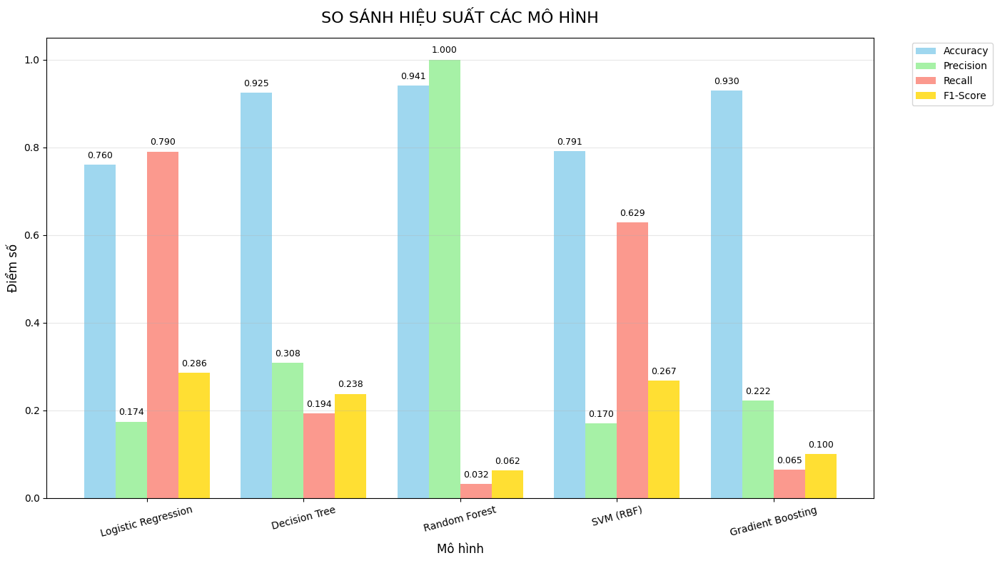 SO SÁNH HIỆU SUẤT CÁC MÔ HÌNH
Accuracy
Precision
Recall
F1-Score
Điểm số
1.0
0.8
0.6
0.4
0.2
0.0
0.760
0.174
0.790
0.286
0.925
0.308
0.194
0.238
0.941
1.000
0.032
0.062
0.791
0.170
0.629
0.267
0.930
0.222
0.065
0.100
Logistic Regression
Decision Tree
Random Forest
SVM (RBF)
Gradient Boosting
Mô hình